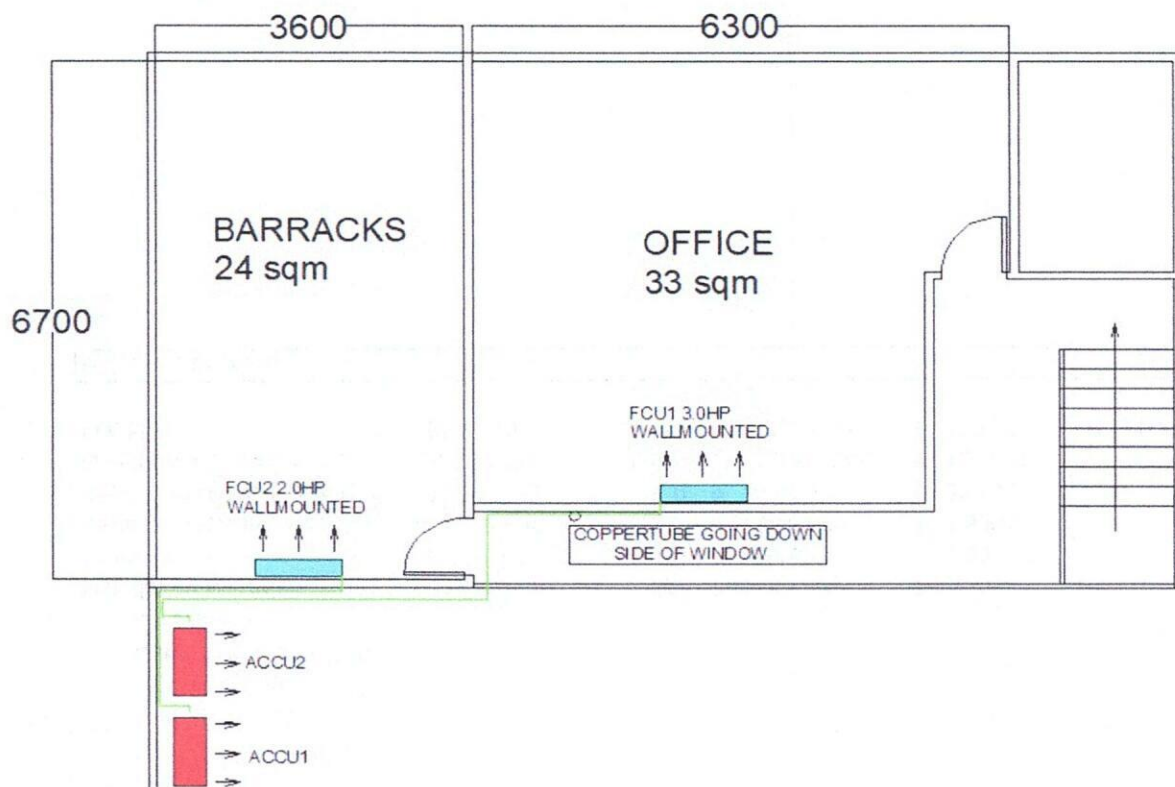 3600
6300
BARRACKS
24 sqm
OFFICE
33 sqm
6700
FCU1 3.0HP
WALLMOUNTED
FCU2 2.0HP
WALLMOUNTED
COPPERTUBE GOING DOWN
SIDE OF WINDOW
ACCU2
ACCU1